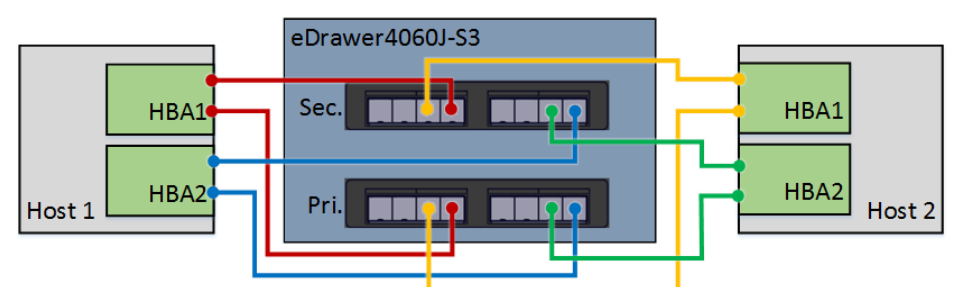 eDrawer4060J-S3
Sec.
HBA1
HBA1
HBA2
HBA2
Pri.
Host 1
Host 2